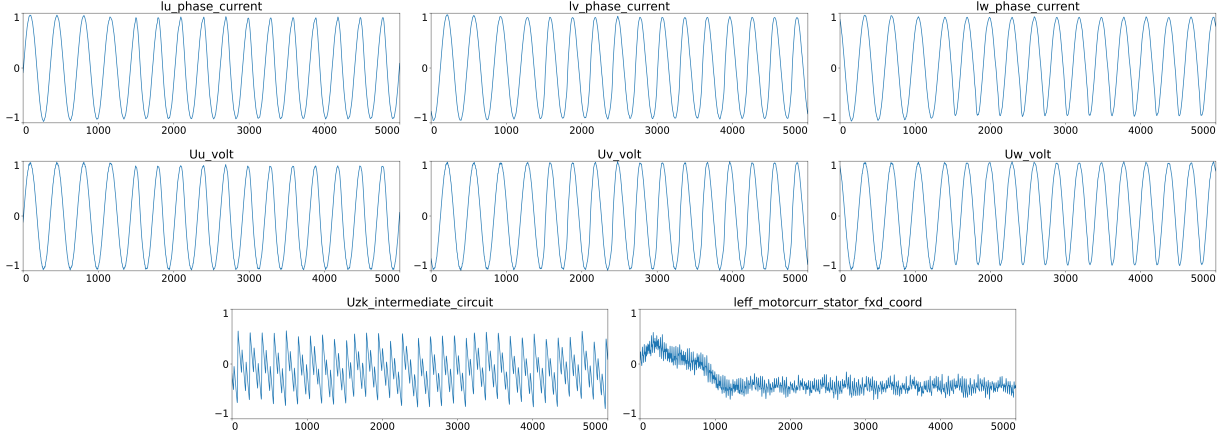 Iu_phase_current
Iv_phase_current
Iw_phase_current
1
0
−1
0 1000 2000 3000 4000 5000
1
0
−1
0 1000 2000 3000 4000 5000
1
0
−1
0 1000 2000 3000 4000 5000
Uu_volt
Uv_volt
Uw_volt
1
0
−1
0 1000 2000 3000 4000 5000
1
0
−1
0 1000 2000 3000 4000 5000
1
0
−1
0 1000 2000 3000 4000 5000
Uzk_intermediate_circuit
Ieff_motorcurr_stator_fxd_coord
1
0
−1
0 1000 2000 3000 4000 5000
1
0
−1
0 1000 2000 3000 4000 5000